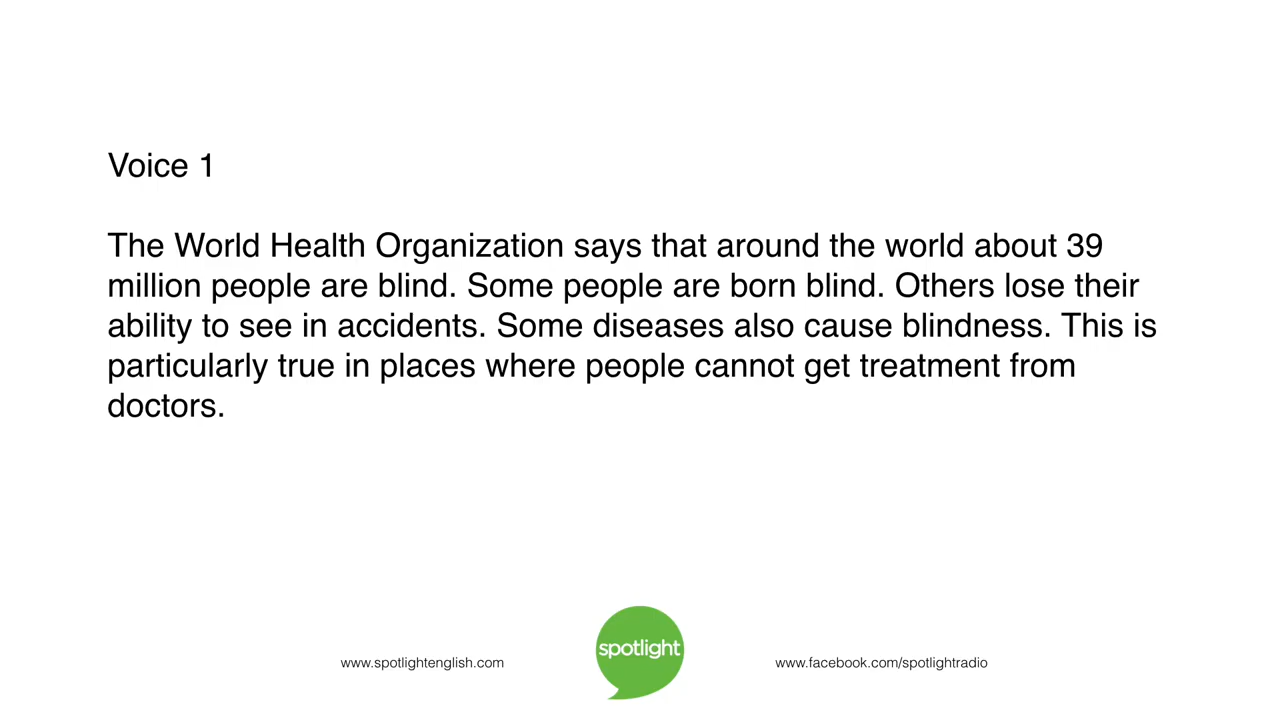 Voice 1
The World Health Organization says that around the world about 39
million people are blind. Some people are born blind. Others lose their
ability to see in accidents. Some diseases also cause blindness. This is
particularly true in places where people cannot get treatment from
doctors.
www.spotlightenglish.com
spotlight
www.facebook.com/spotlightradio